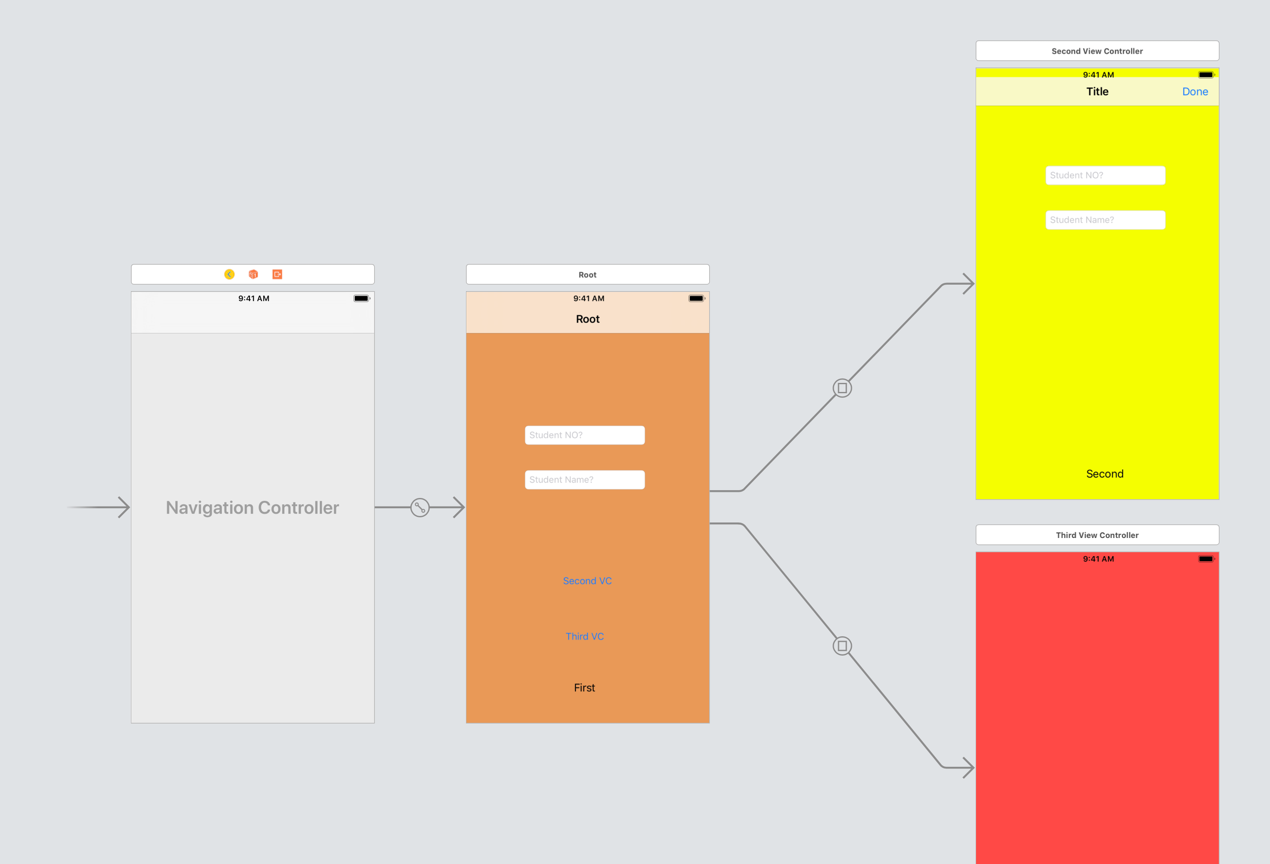 Second View Controller
9:41 AM
Title
Done
Student NO?
Student Name?
Second
9:41 AM
Navigation Controller
Root
9:41 AM
Root
Student NO?
Student Name?
Second VC
Third VC
First
Third View Controller
9:41 AM